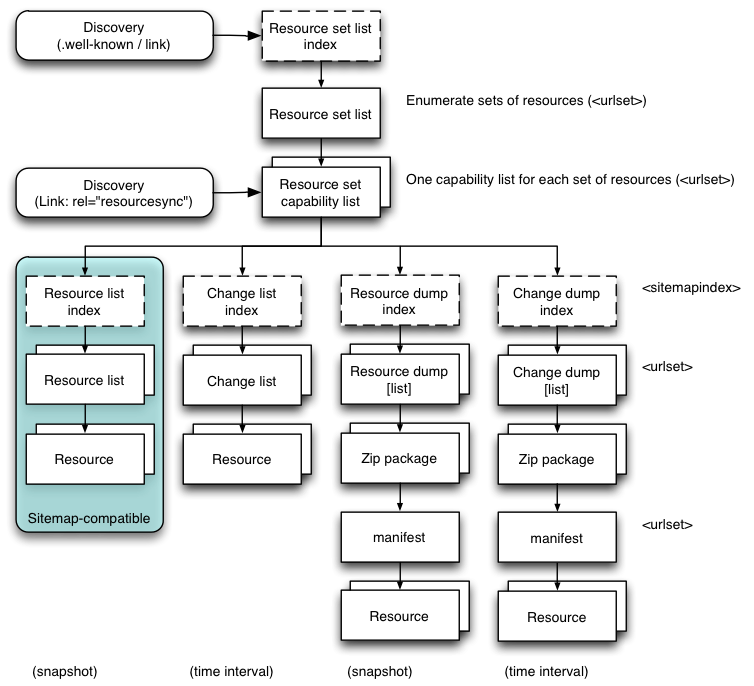 Discovery
(.well-known / link)
Resource set list
index
Resource set list
Enumerate sets of resources (<urlset>)
Discovery
(Link: rel="resourcesync")
Resource set
capability list
One capability list for each set of resources (<urlset>)
Resource list
index
Change list
index
Resource dump
index
Change dump
index
<sitemapindex>
Resource list
Change list
Resource dump
[list]
Change dump
[list]
<urlset>
Resource
Resource
Zip package
Zip package
Sitemap-compatible
manifest
manifest
<urlset>
Resource
Resource
(snapshot)
(time interval)
(snapshot)
(time interval)